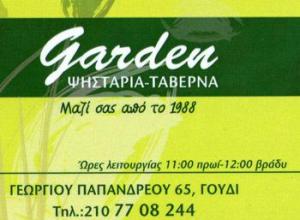 Garden
ΨΗΣΤΑΡΙΑ-ΤΑΒΕΡΝΑ
Μαζί σας από το 1988
Ώρες λειτουργίας 11:00 πρωί-12:00 βράδυ
ΓΕΩΡΓΙΟΥ ΠΑΠΑΝΔΡΕΟΥ 65, ΓΟΥΔΙ
Τηλ.:210 77 08 244